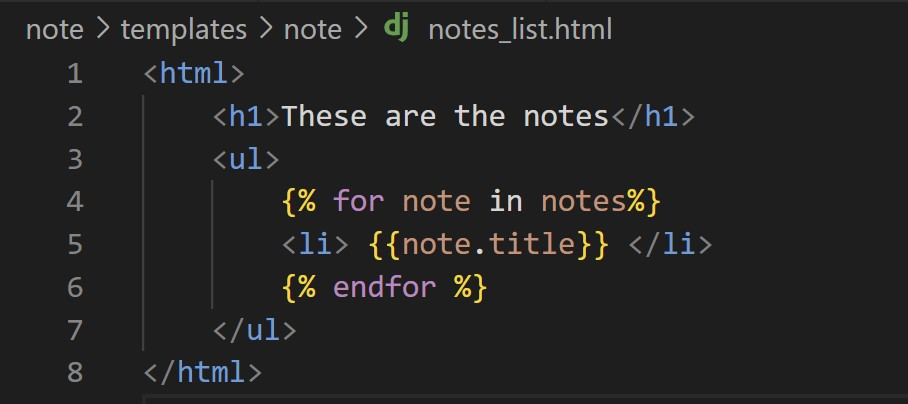 note > templates > note > dj notes_list.html
1 <html>
2     <h1>These are the notes</h1>
3     <ul>
4         {% for note in notes%}
5         <li> {{note.title}} </li>
6         {% endfor %}
7     </ul>
8 </html>